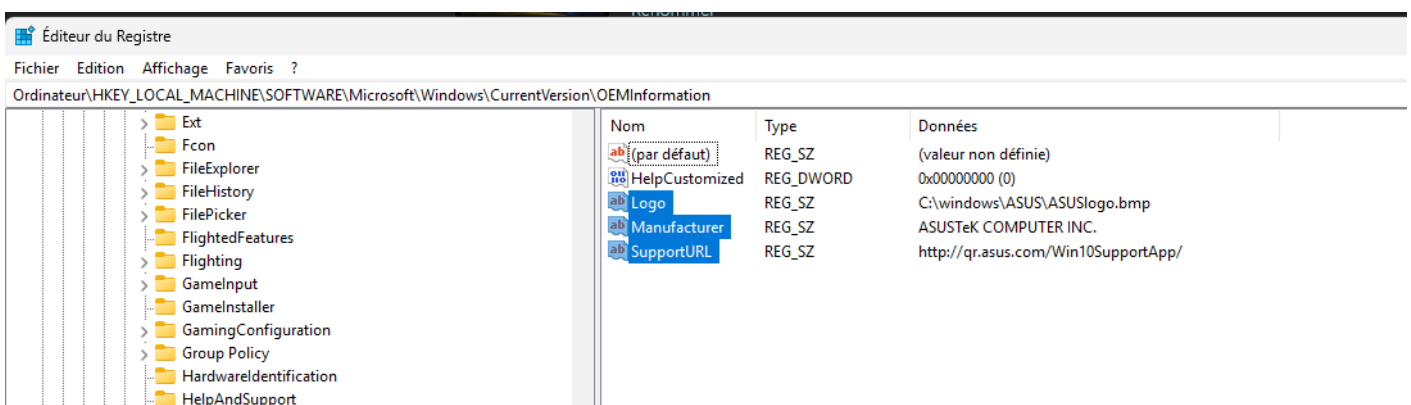 Renommer
Éditeur du Registre
Fichier Edition Affichage Favoris ?
Ordinateur\HKEY_LOCAL_MACHINE\SOFTWARE\Microsoft\Windows\CurrentVersion\OEMInformation
Ext
Fcon
FileExplorer
FileHistory
FilePicker
FlightedFeatures
Flighting
GameInput
GameInstaller
GamingConfiguration
Group Policy
HardwareIdentification
HelpAndSupport
Nom Type Données
(par défaut) REG_SZ (valeur non définie)
HelpCustomized REG_DWORD 0x00000000 (0)
Logo REG_SZ C:\windows\ASUS\ASUSlogo.bmp
Manufacturer REG_SZ ASUSTeK COMPUTER INC.
SupportURL REG_SZ http://qr.asus.com/Win10SupportApp/